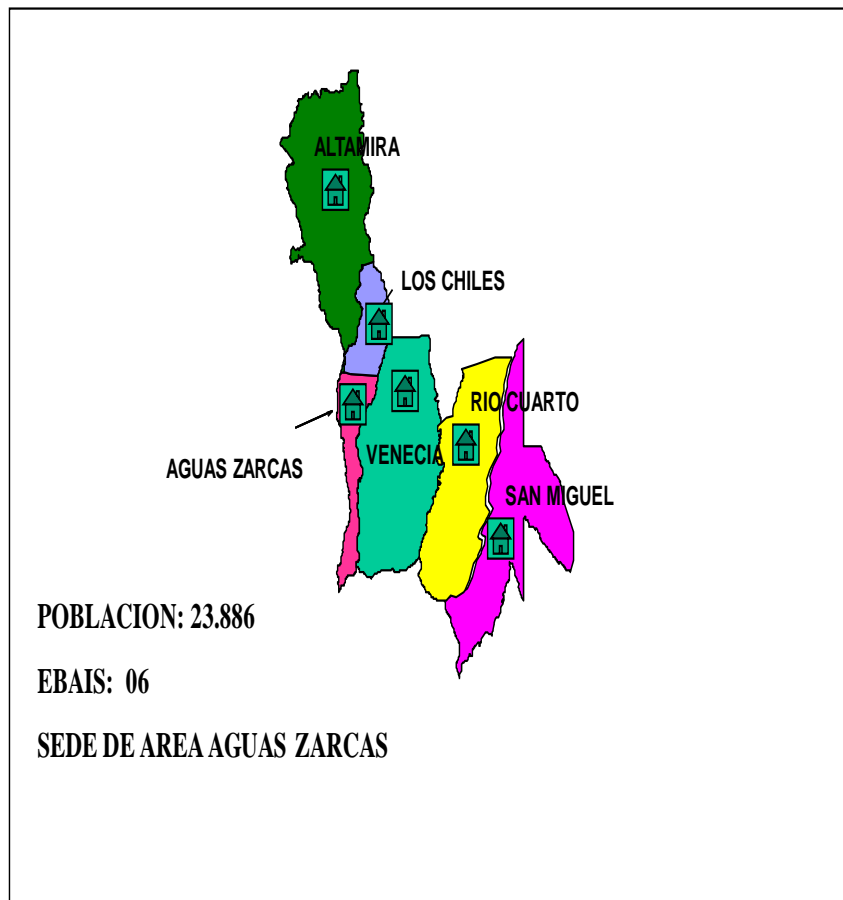 ALTAMIRA
LOS CHILES
RIO CUARTO
VENECIA
AGUAS ZARCAS
SAN MIGUEL
POBLACION: 23.886
EBAIS: 06
SEDE DE AREA AGUAS ZARCAS